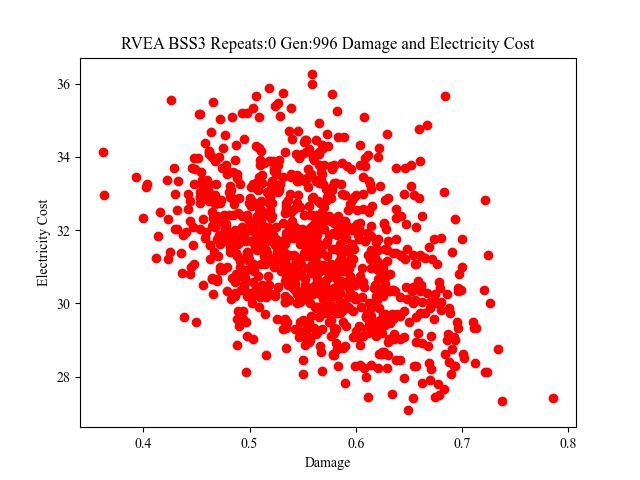 RVEA BSS3 Repeats:0 Gen:996 Damage and Electricity Cost
36
34
32
30
28
Electricity Cost
0.4 0.5 0.6 0.7 0.8
Damage